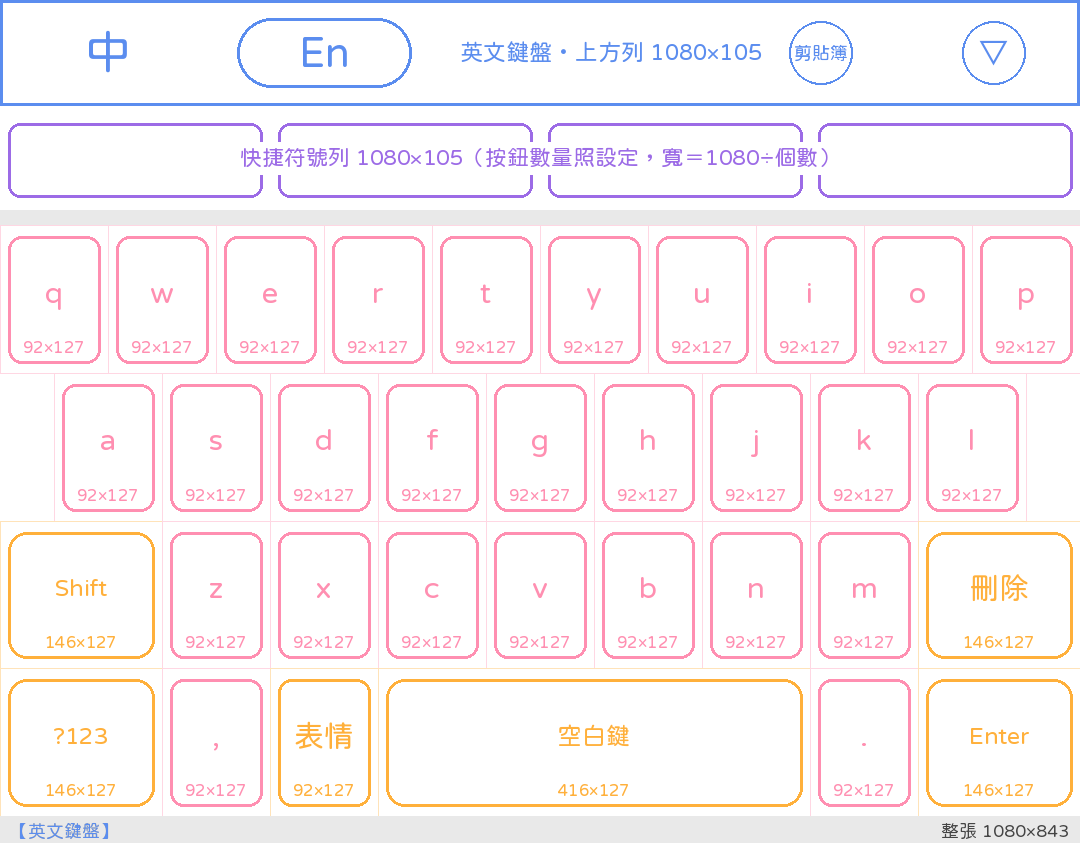 中 En 英文鍵盤・上方列 1080×105 剪貼簿 ▽
快捷符號列 1080×105（按鈕數量照設定，寬＝1080÷個數）
q w e r t y u i o p
92×127 92×127 92×127 92×127 92×127 92×127 92×127 92×127 92×127 92×127
a s d f g h j k l
92×127 92×127 92×127 92×127 92×127 92×127 92×127 92×127 92×127
Shift z x c v b n m 刪除
146×127 92×127 92×127 92×127 92×127 92×127 92×127 92×127 146×127
?123 , 表情 空白鍵 . Enter
146×127 92×127 92×127 416×127 92×127 146×127
【英文鍵盤】 整張 1080×843